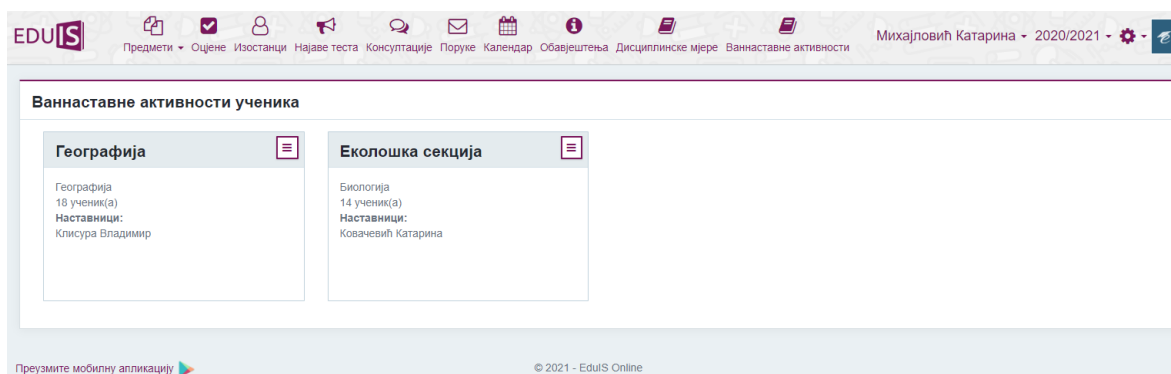 EDUIS
Предмети Оцјене Изостанци Најаве теста Консултације Поруке Календар Обавјештења Дисциплинске мјере Ваннаставне активности
Михајловић Катарина 2020/2021
Ваннаставне активности ученика
Географија
Географија
18 ученик(а)
Наставници:
Клисура Владимир
Еколошка секција
Биологија
14 ученик(а)
Наставници:
Ковачевић Катарина
Преузмите мобилну апликацију
© 2021 - EduIS Online